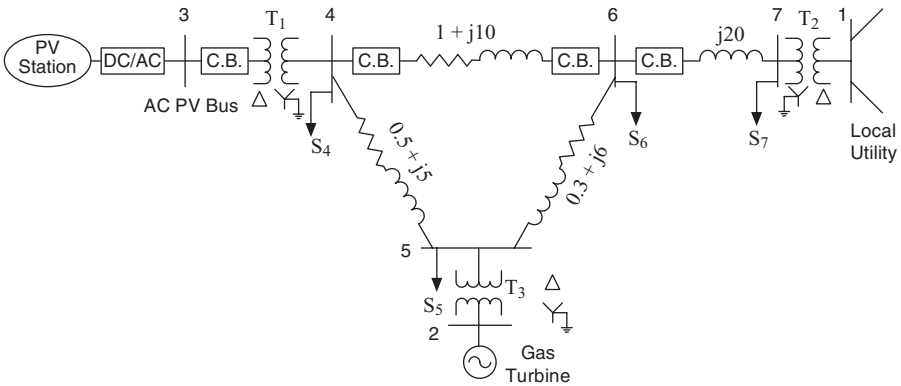 3
T₁
4
1 + j10
6
j20
7
T₂
1
PV
Station
DC/AC
C.B.
C.B.
C.B.
C.B.
AC PV Bus
Δ
Δ
S₄
S₆
S₇
Local
Utility
0.5 + j5
0.3 + j6
5
S₅
T₃
Δ
2
Gas
Turbine